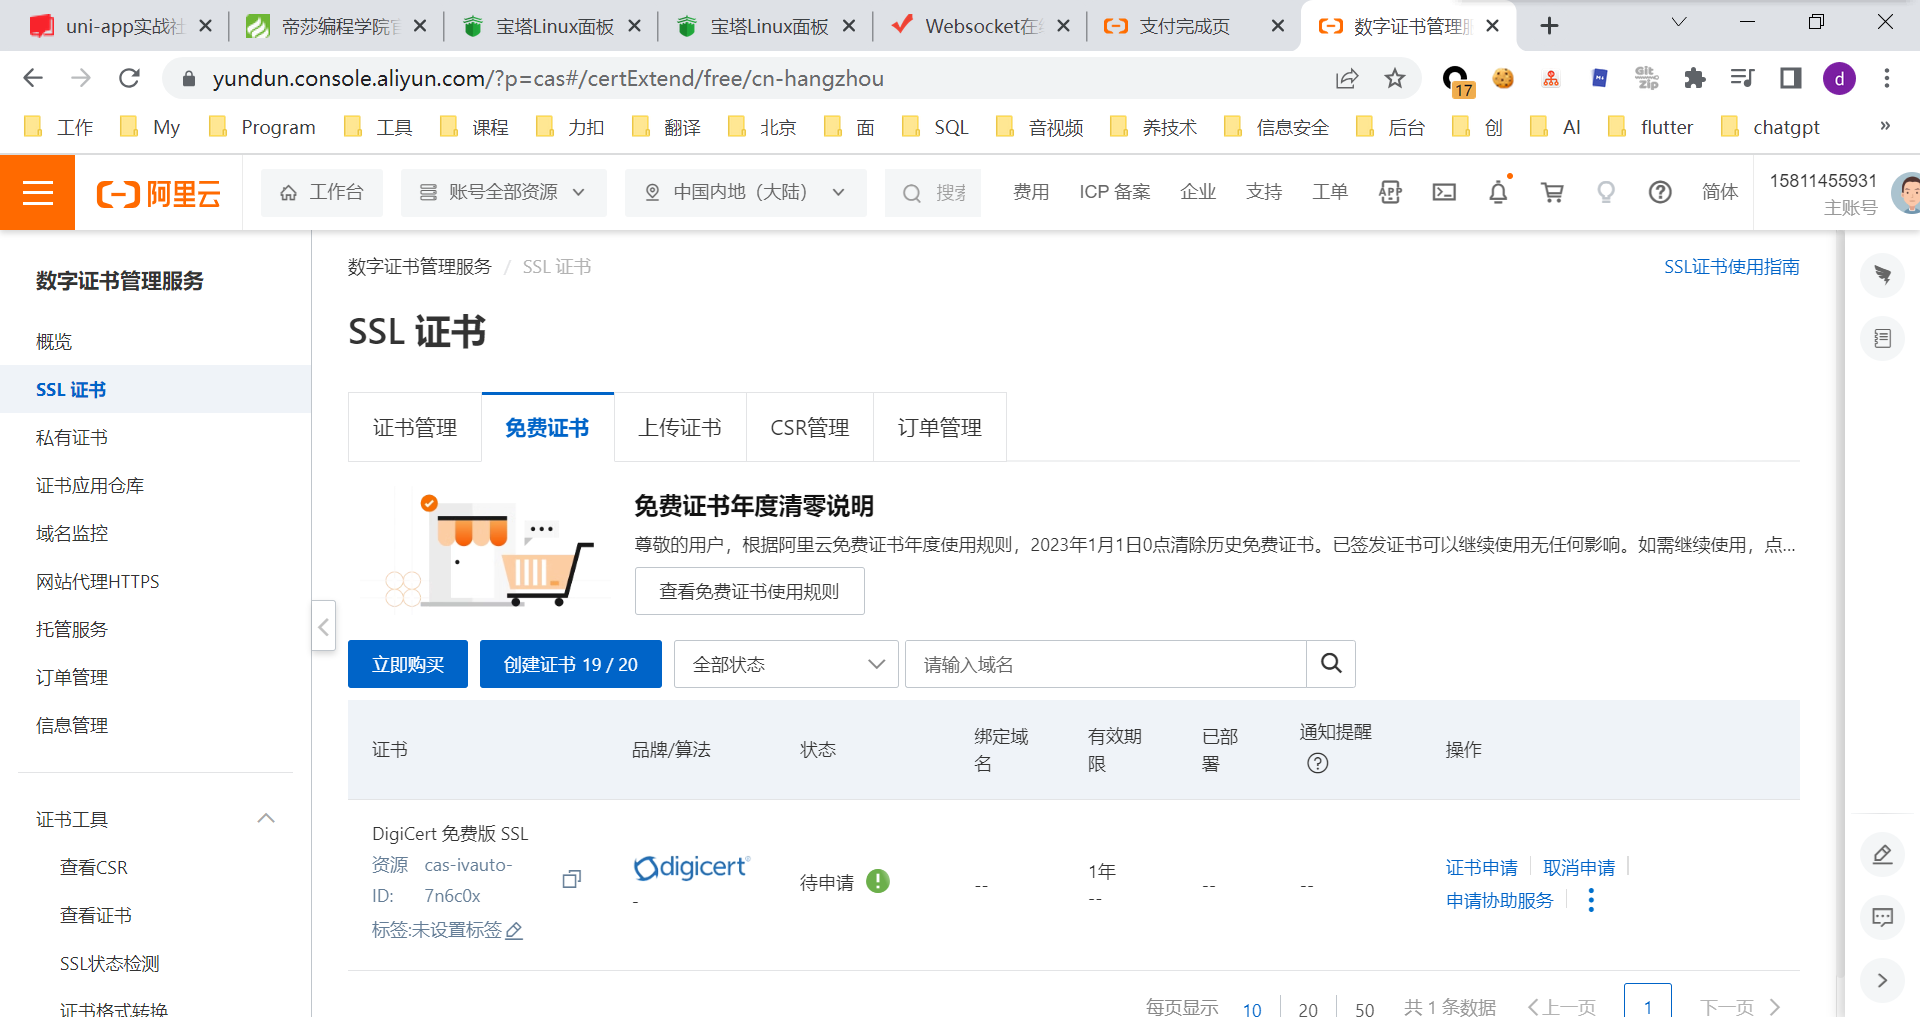 uni-app实战社
帝莎编程学院官
宝塔Linux面板
宝塔Linux面板
Websocket在
支付完成页
数字证书管理服
yundun.console.aliyun.com/?p=cas#/certExtend/free/cn-hangzhou
17
Git Zip
d
工作
My
Program
工具
课程
力扣
翻译
北京
面
SQL
音视频
养技术
信息安全
后台
创
AI
flutter
chatgpt
»
阿里云
工作台
账号全部资源
中国内地（大陆）
搜索
费用
ICP 备案
企业
支持
工单
APP
简体
15811455931
主账号
数字证书管理服务
概览
SSL 证书
私有证书
证书应用仓库
域名监控
网站代理HTTPS
托管服务
订单管理
信息管理
证书工具
查看CSR
查看证书
SSL状态检测
证书格式转换
数字证书管理服务 / SSL 证书
SSL证书使用指南
SSL 证书
证书管理
免费证书
上传证书
CSR管理
订单管理
免费证书年度清零说明
尊敬的用户，根据阿里云免费证书年度使用规则，2023年1月1日0点清除历史免费证书。已签发证书可以继续使用无任何影响。如需继续使用，点...
查看免费证书使用规则
立即购买
创建证书 19 / 20
全部状态
请输入域名
证书
品牌/算法
状态
绑定域名
有效期限
已部署
通知提醒
操作
DigiCert 免费版 SSL
资源ID: cas-ivauto-7n6c0x
标签:未设置标签
digicert®
-
待申请
--
1年
--
--
--
证书申请
取消申请
申请协助服务
每页显示 10 20 50 共 1 条数据 上一页 1 下一页